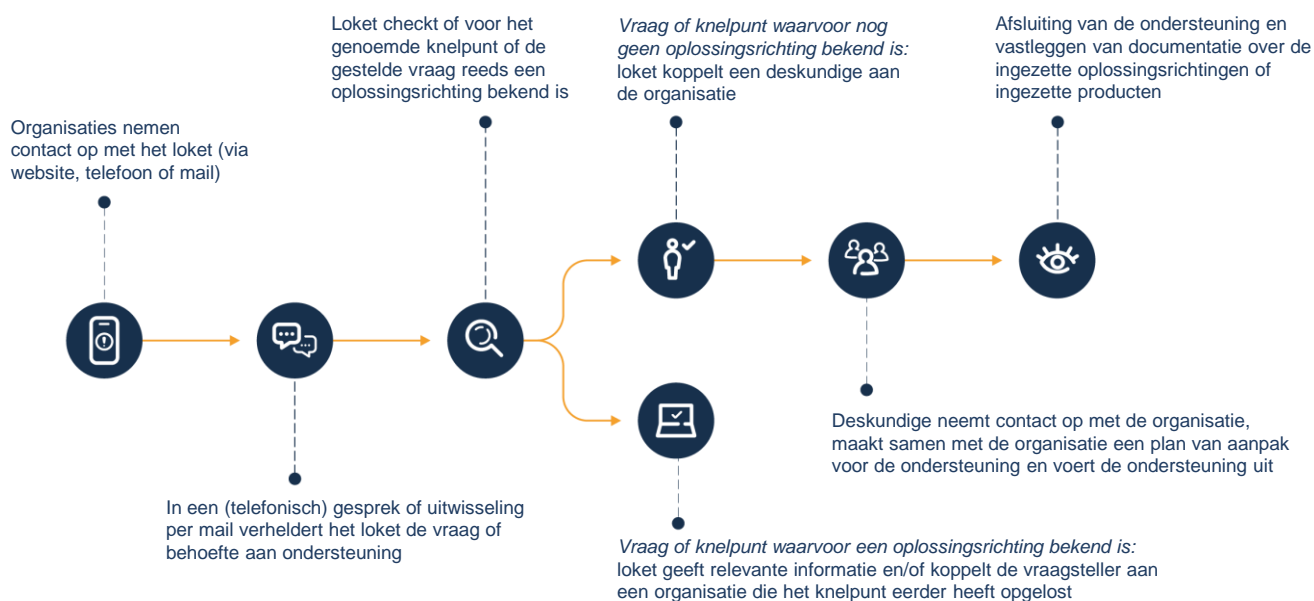 Organisaties nemen
contact op met het loket (via
website, telefoon of mail)
In een (telefonisch) gesprek of uitwisseling
per mail verheldert het loket de vraag of
behoefte aan ondersteuning
Loket checkt of voor het
genoemde knelpunt of de
gestelde vraag reeds een
oplossingsrichting bekend is
Vraag of knelpunt waarvoor nog
geen oplossingsrichting bekend is:
loket koppelt een deskundige aan
de organisatie
Vraag of knelpunt waarvoor een oplossingsrichting bekend is:
loket geeft relevante informatie en/of koppelt de vraagsteller aan
een organisatie die het knelpunt eerder heeft opgelost
Deskundige neemt contact op met de organisatie,
maakt samen met de organisatie een plan van aanpak
voor de ondersteuning en voert de ondersteuning uit
Afsluiting van de ondersteuning en
vastleggen van documentatie over de
ingezette oplossingsrichtingen of
ingezette producten